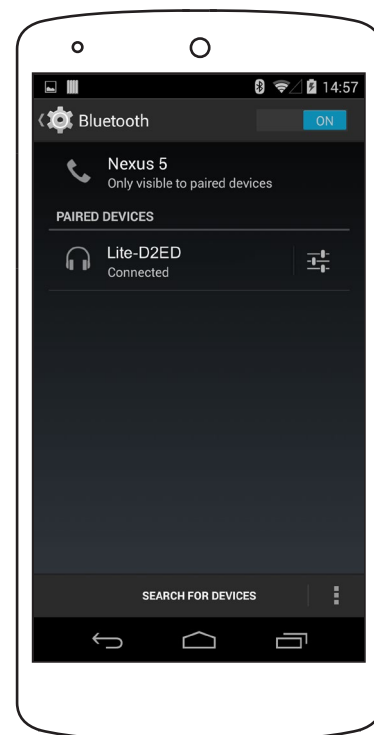 14:57
Bluetooth
ON
Nexus 5
Only visible to paired devices
PAIRED DEVICES
Lite-D2ED
Connected
SEARCH FOR DEVICES